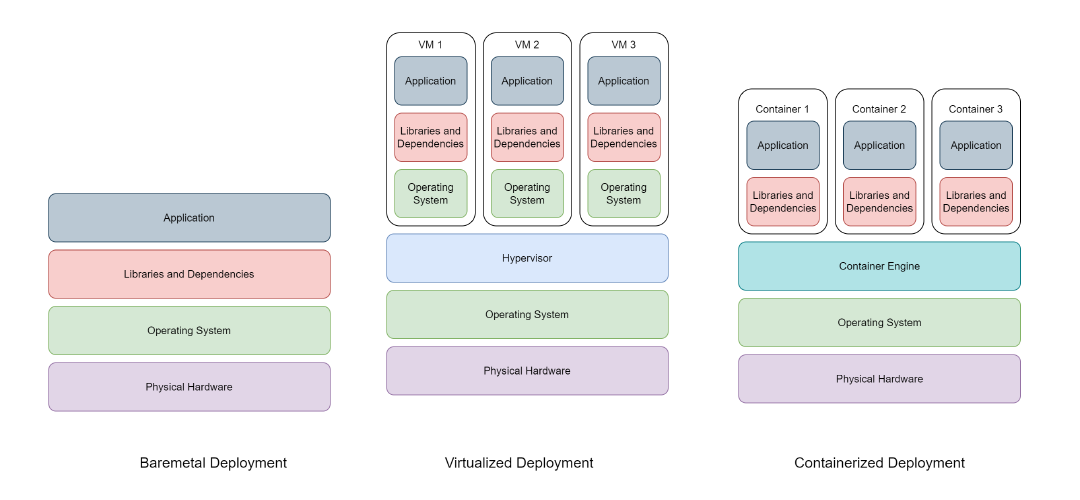 Application
Libraries and Dependencies
Operating System
Physical Hardware
Baremetal Deployment
VM 1
Application
Libraries and
Dependencies
Operating
System
VM 2
Application
Libraries and
Dependencies
Operating
System
VM 3
Application
Libraries and
Dependencies
Operating
System
Hypervisor
Operating System
Physical Hardware
Virtualized Deployment
Container 1
Application
Libraries and
Dependencies
Container 2
Application
Libraries and
Dependencies
Container 3
Application
Libraries and
Dependencies
Container Engine
Operating System
Physical Hardware
Containerized Deployment